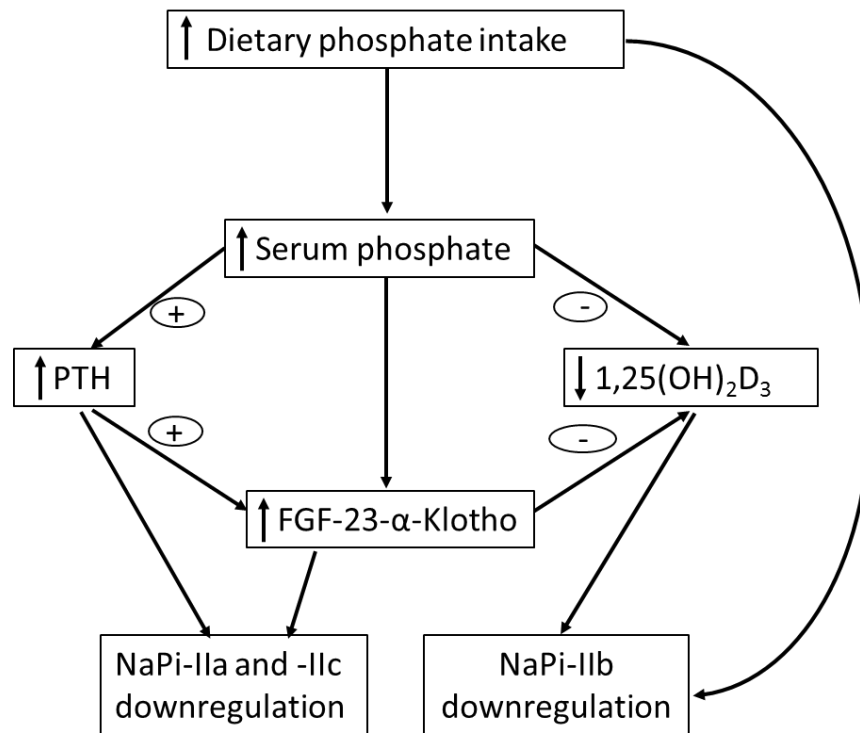 ↑ Dietary phosphate intake
↑ Serum phosphate
+
-
↑ PTH
↓ 1,25(OH)₂D₃
+
-
↑ FGF-23-α-Klotho
NaPi-IIa and -IIc
downregulation
NaPi-IIb
downregulation